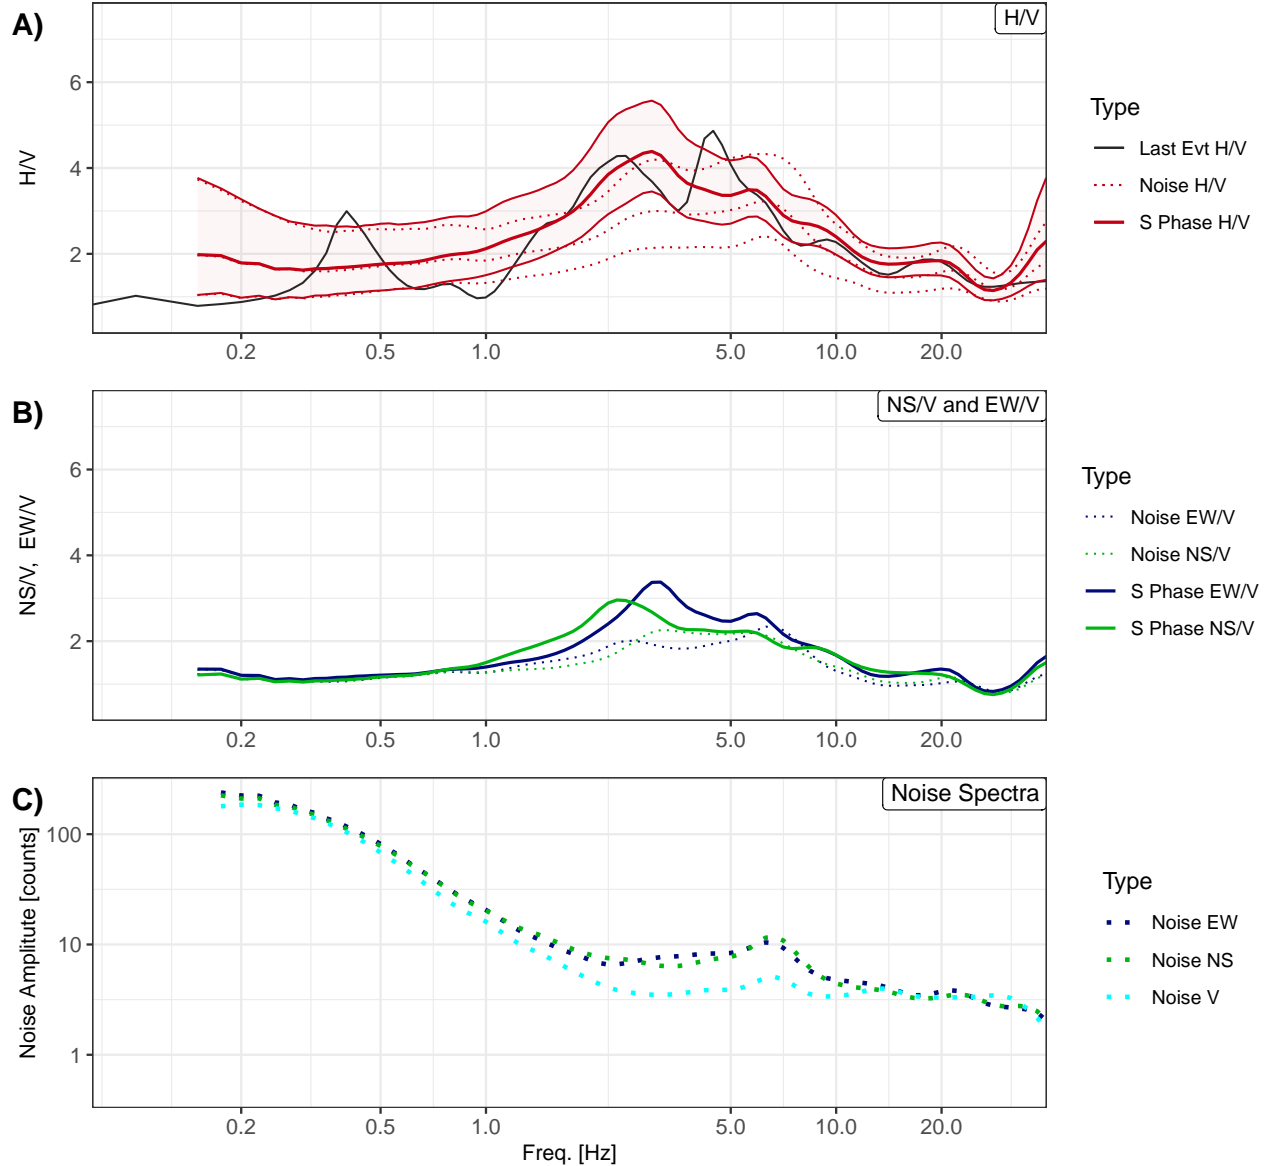 A)
H/V
6
4
2
H/V
0.2 0.5 1.0 5.0 10.0 20.0
Type
Last Evt H/V
Noise H/V
S Phase H/V
B)
NS/V and EW/V
6
4
2
NS/V, EW/V
0.2 0.5 1.0 5.0 10.0 20.0
Type
Noise EW/V
Noise NS/V
S Phase EW/V
S Phase NS/V
C)
Noise Spectra
100
10
1
Noise Amplitute [counts]
0.2 0.5 1.0 5.0 10.0 20.0
Freq. [Hz]
Type
Noise EW
Noise NS
Noise V